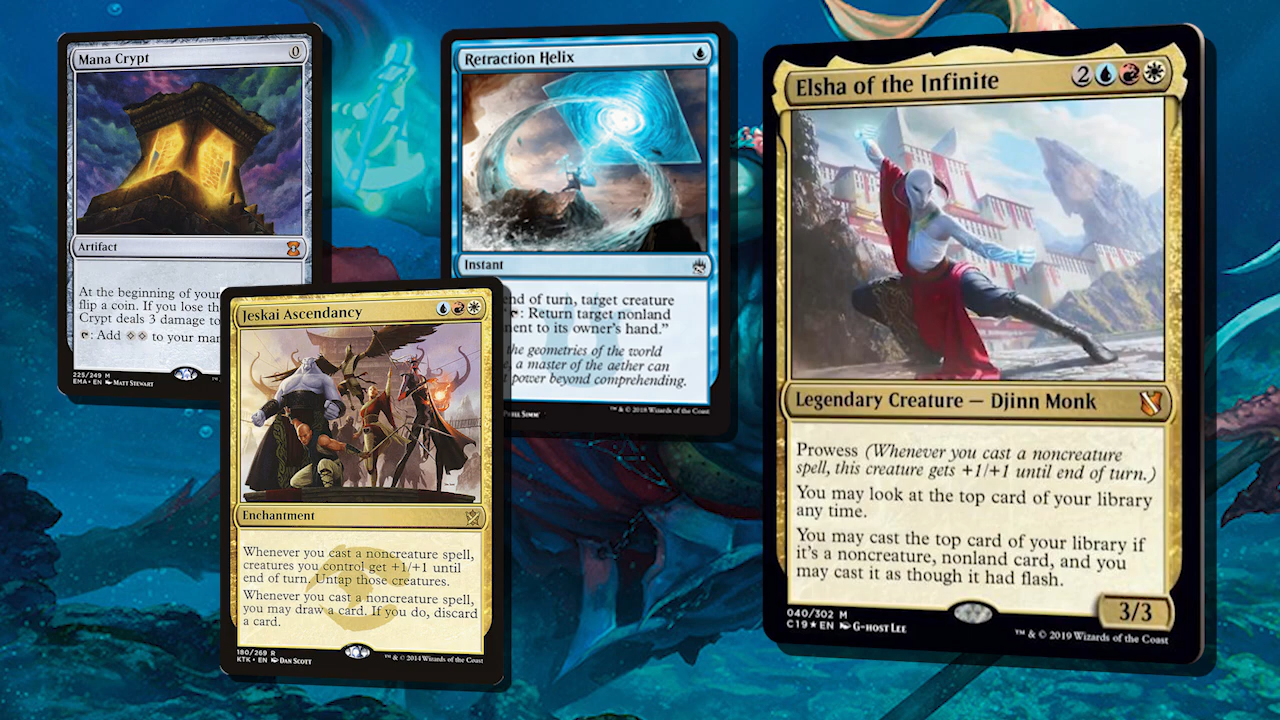 Mana Crypt
0
Artifact
At the beginning of your
flip a coin. If you lose th
Crypt deals 3 damage to
: Add to your man
225/249 M
EMA • EN MATT STEWART
™
Retraction Helix
Instant
end of turn, target creature
: Return target nonland
nent to its owner's hand."
the geometries of the world
, a master of the aether can
power beyond comprehending.
™ & © 2018 Wizards of the Coast
Jeskai Ascendancy
Enchantment
Whenever you cast a noncreature spell,
creatures you control get +1/+1 until
end of turn. Untap those creatures.
Whenever you cast a noncreature spell,
you may draw a card. If you do, discard
a card.
180/269 R
KTK • EN DAN SCOTT
™ & © 2014 Wizards of the Coast
Elsha of the Infinite
2
Legendary Creature — Djinn Monk
Prowess (Whenever you cast a noncreature
spell, this creature gets +1/+1 until end of turn.)
You may look at the top card of your library
any time.
You may cast the top card of your library if
it's a noncreature, nonland card, and you
may cast it as though it had flash.
3/3
040/302 M
C19★EN G-HOST LEE
™ & © 2019 Wizards of the Coast